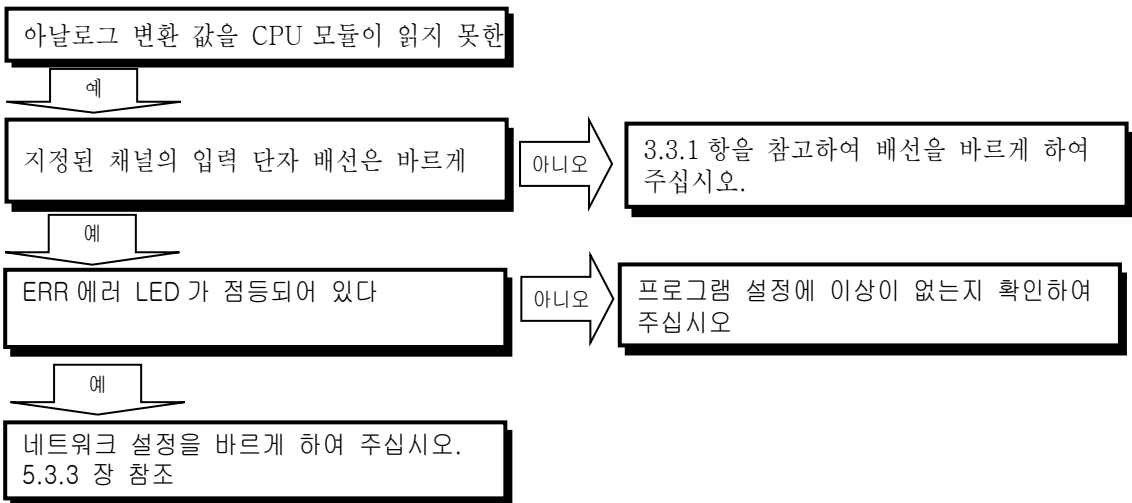 아날로그 변환 값을 CPU 모듈이 읽지 못한
예
지정된 채널의 입력 단자 배선은 바르게
아니오
3.3.1 항을 참고하여 배선을 바르게 하여
주십시오.
예
ERR 에러 LED 가 점등되어 있다
아니오
프로그램 설정에 이상이 없는지 확인하여
주십시오
예
네트워크 설정을 바르게 하여 주십시오.
5.3.3 장 참조